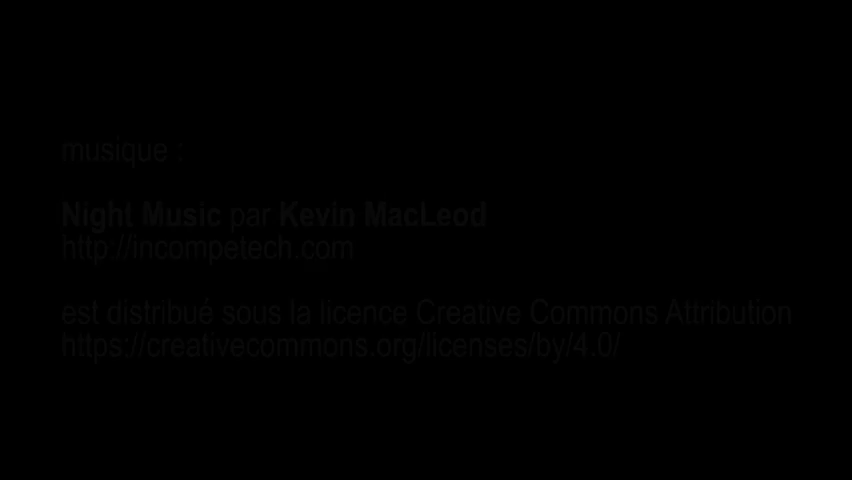 musique :
Night Music par Kevin MacLeod
http://incompetech.com
est distribué sous la licence Creative Commons Attribution
https://creativecommons.org/licenses/by/4.0/